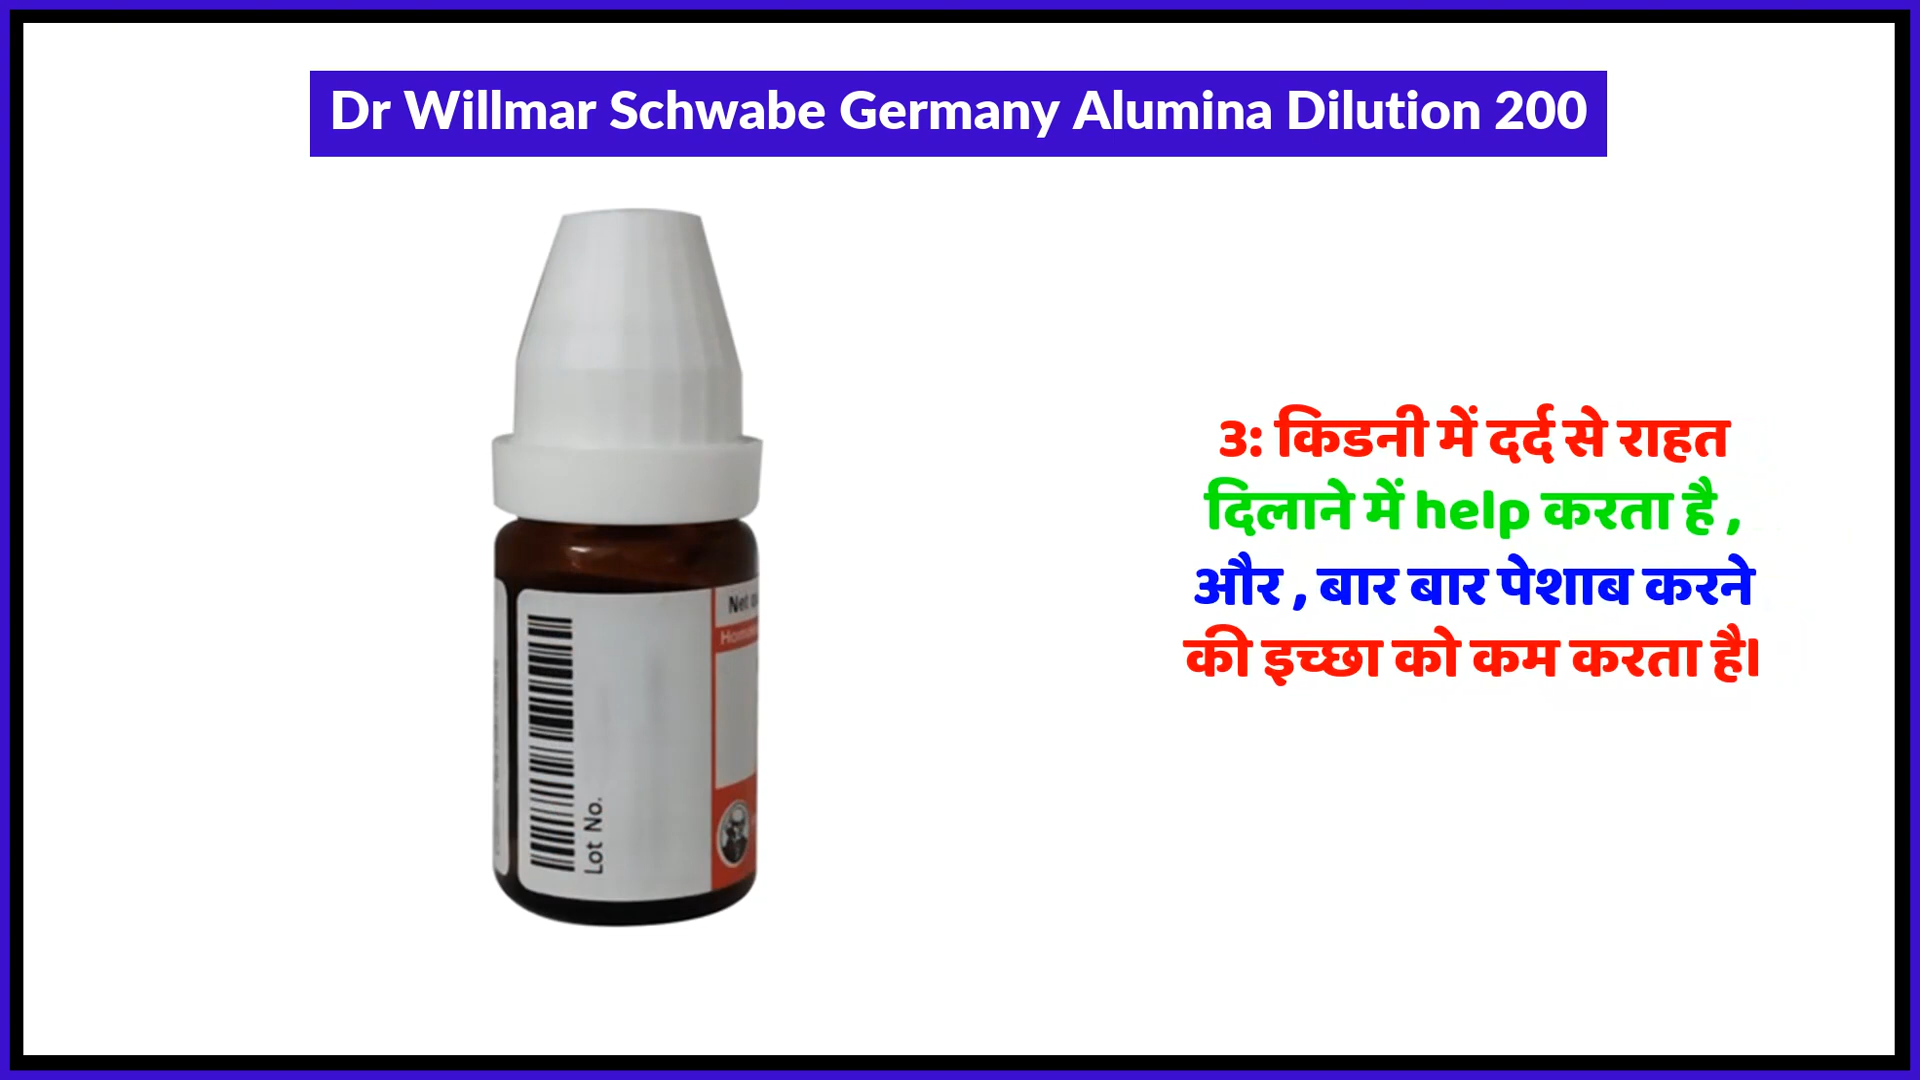 Dr Willmar Schwabe Germany Alumina Dilution 200
3: किडनी में दर्द से राहत
दिलाने में help करता है ,
और , बार बार पेशाब करने
की इच्छा को कम करता है।
Net
Lot No.